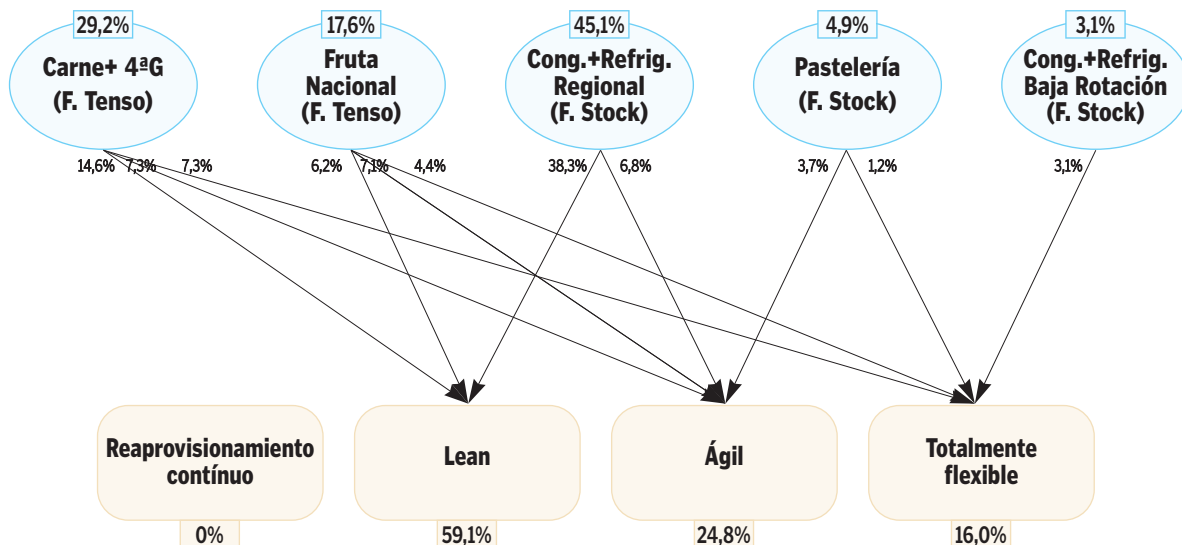 29,2%
Carne+ 4ªG
(F. Tenso)
17,6%
Fruta
Nacional
(F. Tenso)
45,1%
Cong.+Refrig.
Regional
(F. Stock)
4,9%
Pastelería
(F. Stock)
3,1%
Cong.+Refrig.
Baja Rotación
(F. Stock)
14,6% 7,3% 7,3%
6,2% 7,1% 4,4%
38,3% 6,8%
3,7% 1,2%
3,1%
Reaprovisionamiento
contínuo
0%
Lean
59,1%
Ágil
24,8%
Totalmente
flexible
16,0%